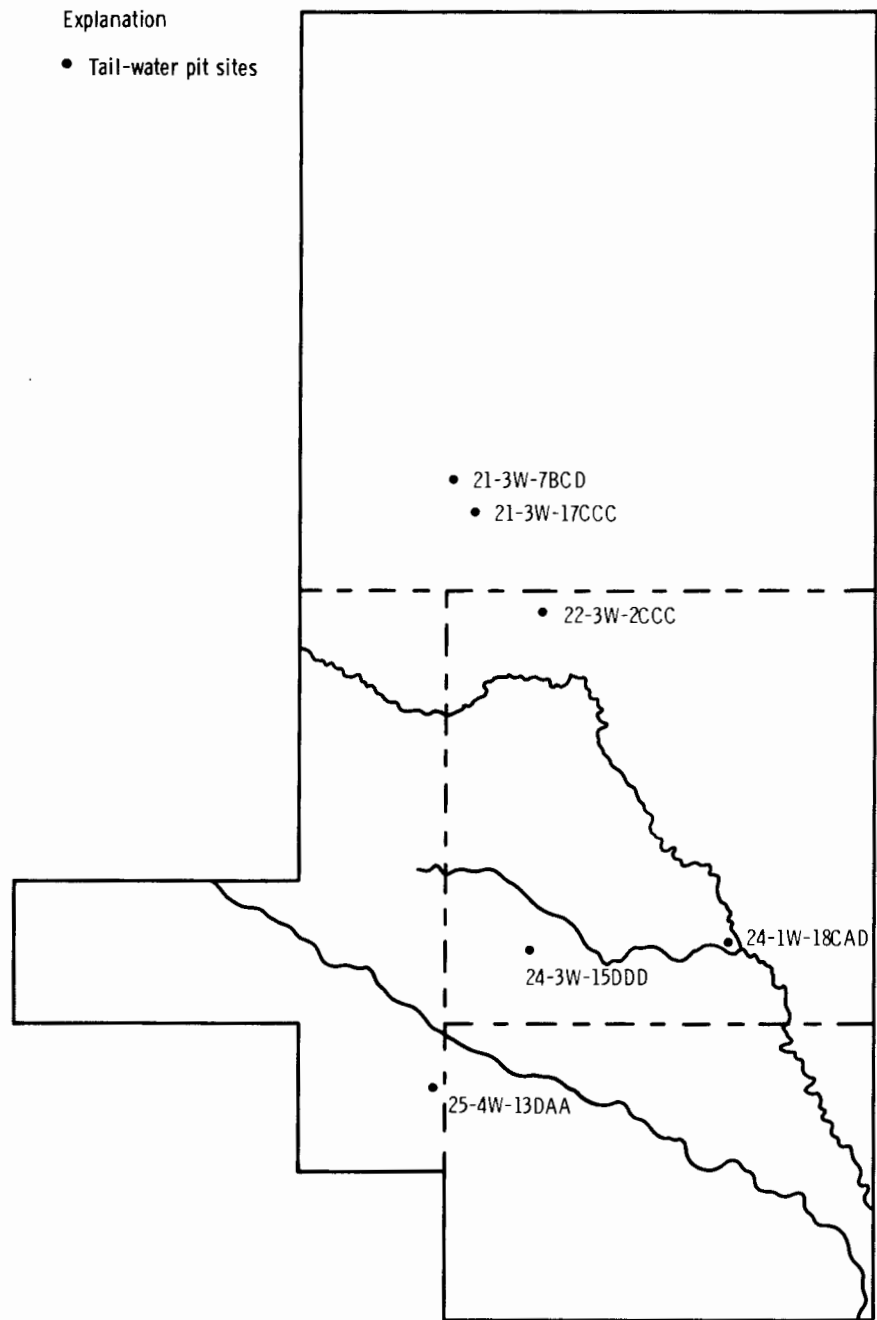 Explanation
• Tail-water pit sites
21-3W-7BCD
21-3W-17CCC
22-3W-2CCC
24-1W-18CAD
24-3W-15DDD
25-4W-13DAA